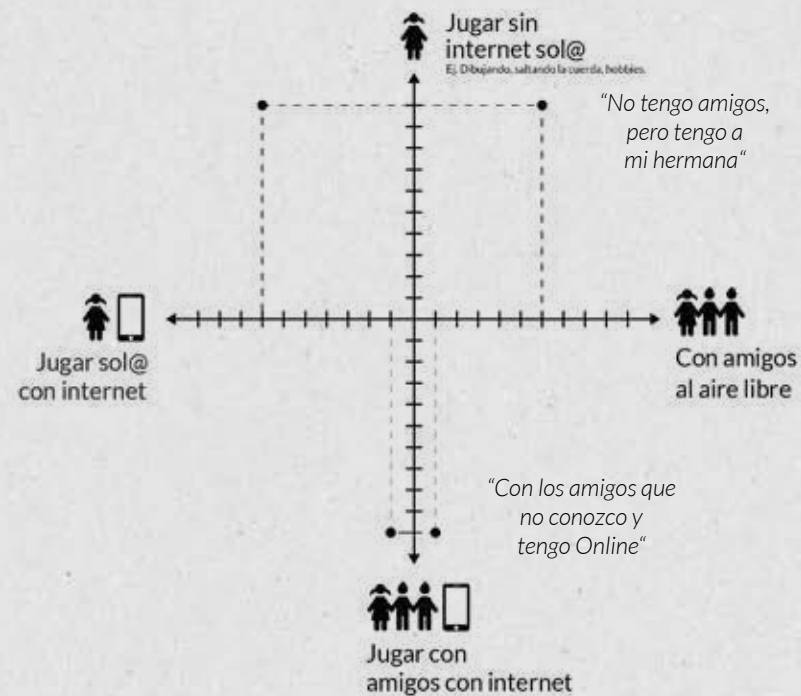 Jugar sin
internet sol@
Ej. Dibujando, saltando la cuerda, hobbies.
“No tengo amigos,
pero tengo a
mi hermana“
Jugar sol@
con internet
Con amigos
al aire libre
“Con los amigos que
no conozco y
tengo Online“
Jugar con
amigos con internet